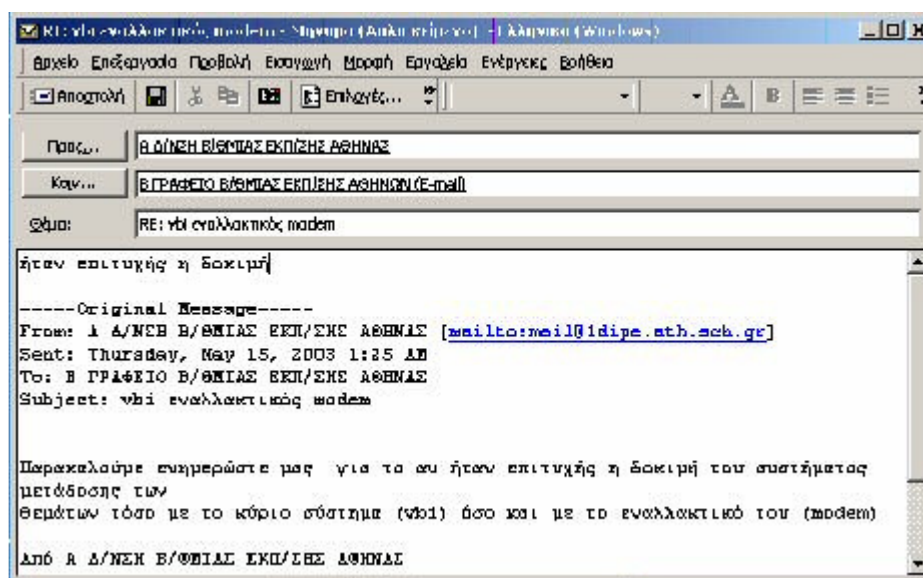 RE: vbi εναλλακτικός modem - Μήνυμα (Απλό κείμενο) - Ελληνικά (Windows)
Αρχείο Επεξεργασία Προβολή Εισαγωγή Μορφή Εργαλεία Ενέργειες Βοήθεια
Αποστολή Επιλογές...
Προς... Α Δ/ΝΣΗ Β/ΘΜΙΑΣ ΕΚΠ/ΣΗΣ ΑΘΗΝΑΣ
Κοιν... Β ΓΡΑΦΕΙΟ Β/ΘΜΙΑΣ ΕΚΠ/ΣΗΣ ΑΘΗΝΩΝ (E-mail)
Θέμα: RE: vbi εναλλακτικός modem
ήταν επιτυχής η δοκιμή
-----Original Message-----
From: Α Δ/ΝΣΗ Β/ΘΜΙΑΣ ΕΚΠ/ΣΗΣ ΑΘΗΝΑΣ [mailto:mail@1dipe.ath.sch.gr]
Sent: Thursday, May 15, 2003 1:25 AM
To: Β ΓΡΑΦΕΙΟ Β/ΘΜΙΑΣ ΕΚΠ/ΣΗΣ ΑΘΗΝΑΣ
Subject: vbi εναλλακτικός modem
Παρακαλούμε ενημερώστε μας για το αν ήταν επιτυχής η δοκιμή του συστήματος
μετάδοσης των
θεμάτων τόσο με το κύριο σύστημα (vbi) όσο και με το εναλλακτικό του (modem)
Από Α Δ/ΝΣΗ Β/ΘΜΙΑΣ ΕΚΠ/ΣΗΣ ΑΘΗΝΑΣ